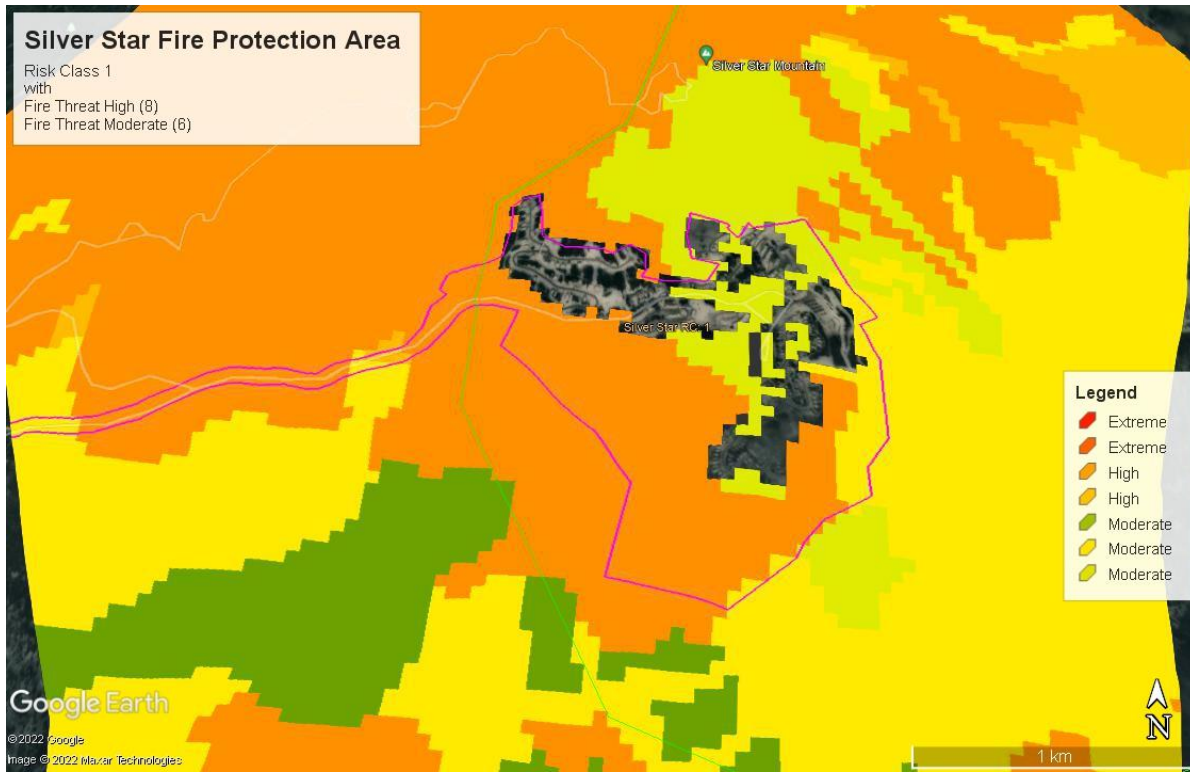 Silver Star Fire Protection Area
Risk Class 1
with
Fire Threat High (8)
Fire Threat Moderate (6)
Silver Star Mountain
Silver Star RC: 1
Legend
Extreme
Extreme
High
High
Moderate
Moderate
Moderate
Google Earth
© 2022 Google
Image © 2022 Maxar Technologies
N
1 km